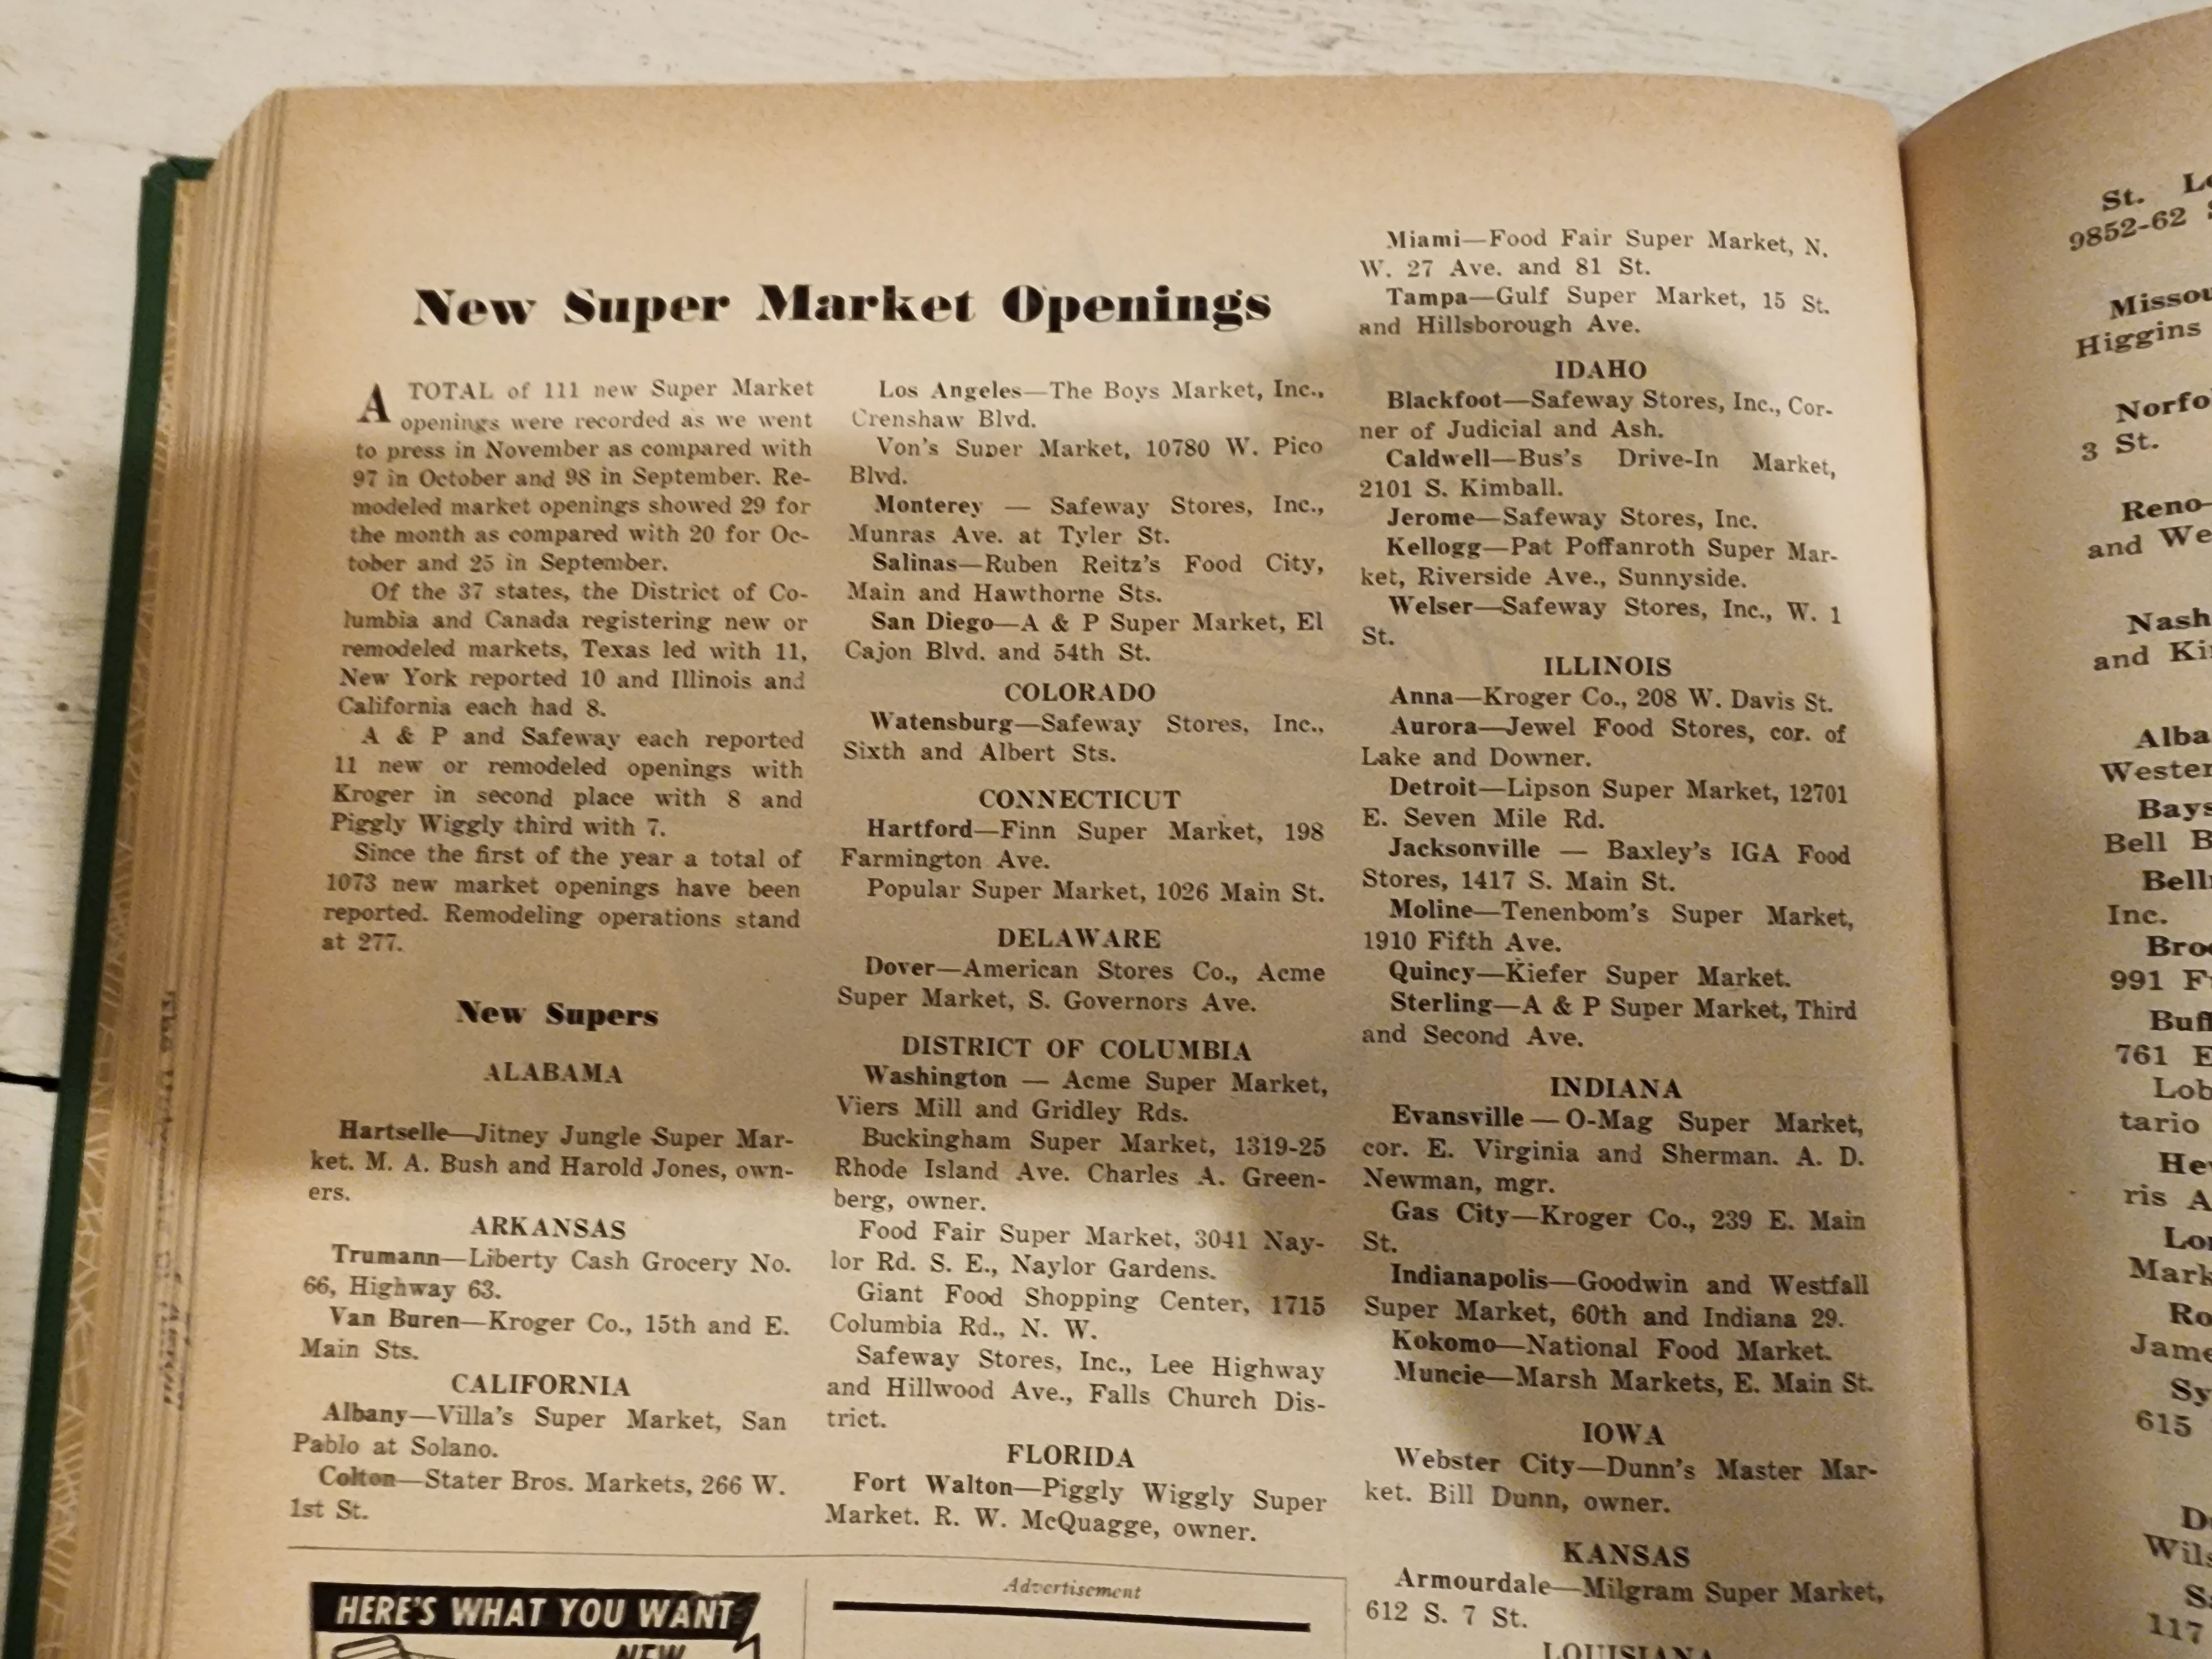 New Super Market Openings
A TOTAL of 111 new Super Market
openings were recorded as we went
to press in November as compared with
97 in October and 98 in September. Re-
modeled market openings showed 29 for
the month as compared with 20 for Oc-
tober and 25 in September.
Of the 37 states, the District of Co-
lumbia and Canada registering new or
remodeled markets, Texas led with 11,
New York reported 10 and Illinois and
California each had 8.
A & P and Safeway each reported
11 new or remodeled openings with
Kroger in second place with 8 and
Piggly Wiggly third with 7.
Since the first of the year a total of
1073 new market openings have been
reported. Remodeling operations stand
at 277.
New Supers
ALABAMA
Hartselle—Jitney Jungle Super Mar-
ket. M. A. Bush and Harold Jones, own-
ers.
ARKANSAS
Trumann—Liberty Cash Grocery No.
66, Highway 63.
Van Buren—Kroger Co., 15th and E.
Main Sts.
CALIFORNIA
Albany—Villa's Super Market, San
Pablo at Solano.
Colton—Stater Bros. Markets, 266 W.
1st St.
HERE'S WHAT YOU WANT
NEW
Los Angeles—The Boys Market, Inc.,
Crenshaw Blvd.
Von's Super Market, 10780 W. Pico
Blvd.
Monterey — Safeway Stores, Inc.,
Munras Ave. at Tyler St.
Salinas—Ruben Reitz's Food City,
Main and Hawthorne Sts.
San Diego—A & P Super Market, El
Cajon Blvd. and 54th St.
COLORADO
Watensburg—Safeway Stores, Inc.,
Sixth and Albert Sts.
CONNECTICUT
Hartford—Finn Super Market, 198
Farmington Ave.
Popular Super Market, 1026 Main St.
DELAWARE
Dover—American Stores Co., Acme
Super Market, S. Governors Ave.
DISTRICT OF COLUMBIA
Washington — Acme Super Market,
Viers Mill and Gridley Rds.
Buckingham Super Market, 1319-25
Rhode Island Ave. Charles A. Green-
berg, owner.
Food Fair Super Market, 3041 Nay-
lor Rd. S. E., Naylor Gardens.
Giant Food Shopping Center, 1715
Columbia Rd., N. W.
Safeway Stores, Inc., Lee Highway
and Hillwood Ave., Falls Church Dis-
trict.
FLORIDA
Fort Walton—Piggly Wiggly Super
Market. R. W. McQuagge, owner.
Advertisement
Miami—Food Fair Super Market, N.
W. 27 Ave. and 81 St.
Tampa—Gulf Super Market, 15 St.
and Hillsborough Ave.
IDAHO
Blackfoot—Safeway Stores, Inc., Cor-
ner of Judicial and Ash.
Caldwell—Bus's Drive-In Market,
2101 S. Kimball.
Jerome—Safeway Stores, Inc.
Kellogg—Pat Poffanroth Super Mar-
ket, Riverside Ave., Sunnyside.
Welser—Safeway Stores, Inc., W. 1
St.
ILLINOIS
Anna—Kroger Co., 208 W. Davis St.
Aurora—Jewel Food Stores, cor. of
Lake and Downer.
Detroit—Lipson Super Market, 12701
E. Seven Mile Rd.
Jacksonville — Baxley's IGA Food
Stores, 1417 S. Main St.
Moline—Tenenbom's Super Market,
1910 Fifth Ave.
Quincy—Kiefer Super Market.
Sterling—A & P Super Market, Third
and Second Ave.
INDIANA
Evansville — O-Mag Super Market,
cor. E. Virginia and Sherman. A. D.
Newman, mgr.
Gas City—Kroger Co., 239 E. Main
St.
Indianapolis—Goodwin and Westfall
Super Market, 60th and Indiana 29.
Kokomo—National Food Market.
Muncie—Marsh Markets, E. Main St.
IOWA
Webster City—Dunn's Master Mar-
ket. Bill Dunn, owner.
KANSAS
Armourdale—Milgram Super Market,
612 S. 7 St.
LOUISIANA
St.
9852-62
Higgins
3 St.
Reno
and We
Nash
and Ki
Inc.
991
761
tario
ris
615
117